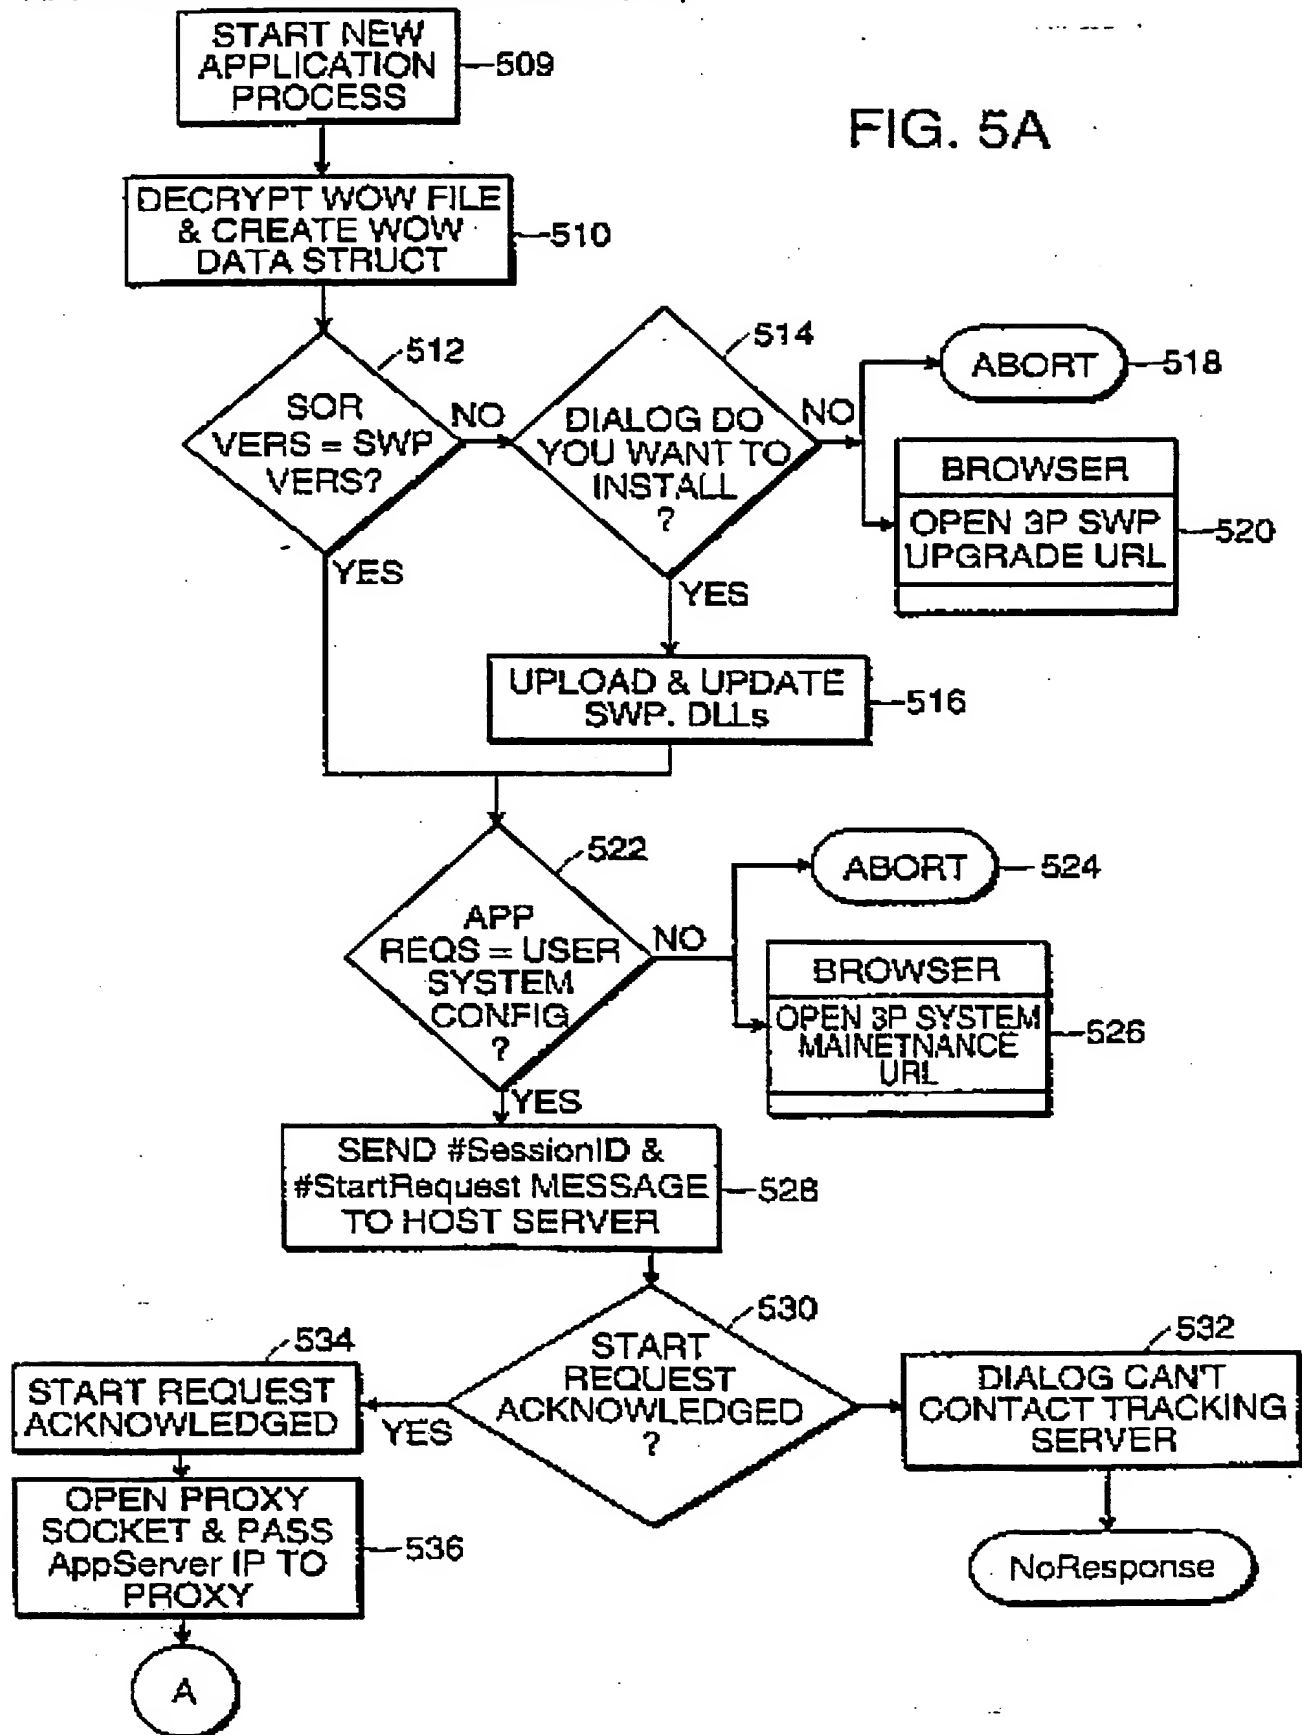 START NEW
APPLICATION
PROCESS
509
FIG. 5A
DECRYPT WOW FILE
& CREATE WOW
DATA STRUCT
510
512
SOR
VERS = SWP
VERS?
NO
YES
514
DIALOG DO
YOU WANT TO
INSTALL
?
NO
YES
ABORT
518
BROWSER
OPEN 3P SWP
UPGRADE URL
520
UPLOAD & UPDATE
SWP. DLLs
516
522
APP
REQS = USER
SYSTEM
CONFIG
?
NO
YES
ABORT
524
BROWSER
OPEN 3P SYSTEM
MAINETNANCE
URL
526
SEND #SessionID &
#StartRequest MESSAGE
TO HOST SERVER
528
530
START
REQUEST
ACKNOWLEDGED
?
YES
532
DIALOG CAN'T
CONTACT TRACKING
SERVER
NoResponse
534
START REQUEST
ACKNOWLEDGED
OPEN PROXY
SOCKET & PASS
AppServer IP TO
PROXY
536
A